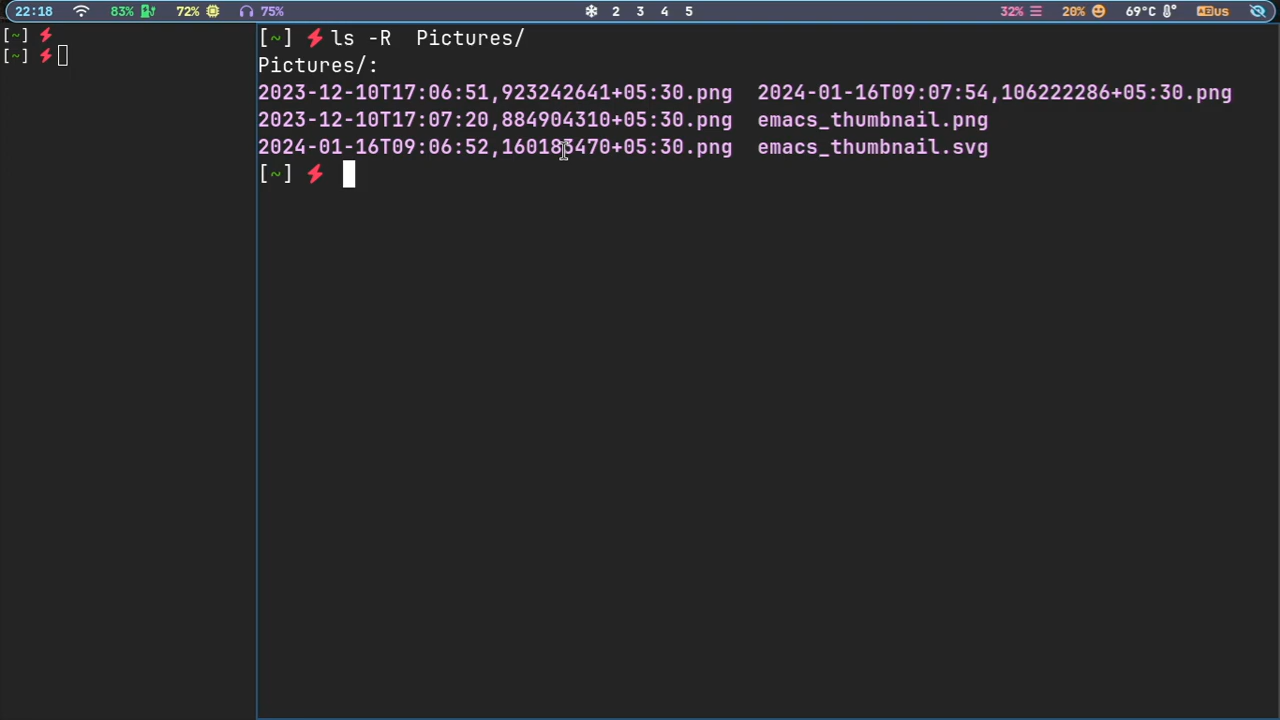 22:18 83% 72% 75% 2 3 4 5 32% 20% 69°C us
[~]
[~]
[~] ls -R  Pictures/
Pictures/:
2023-12-10T17:06:51,923242641+05:30.png  2024-01-16T09:07:54,106222286+05:30.png
2023-12-10T17:07:20,884904310+05:30.png  emacs_thumbnail.png
2024-01-16T09:06:52,160183470+05:30.png  emacs_thumbnail.svg
[~]